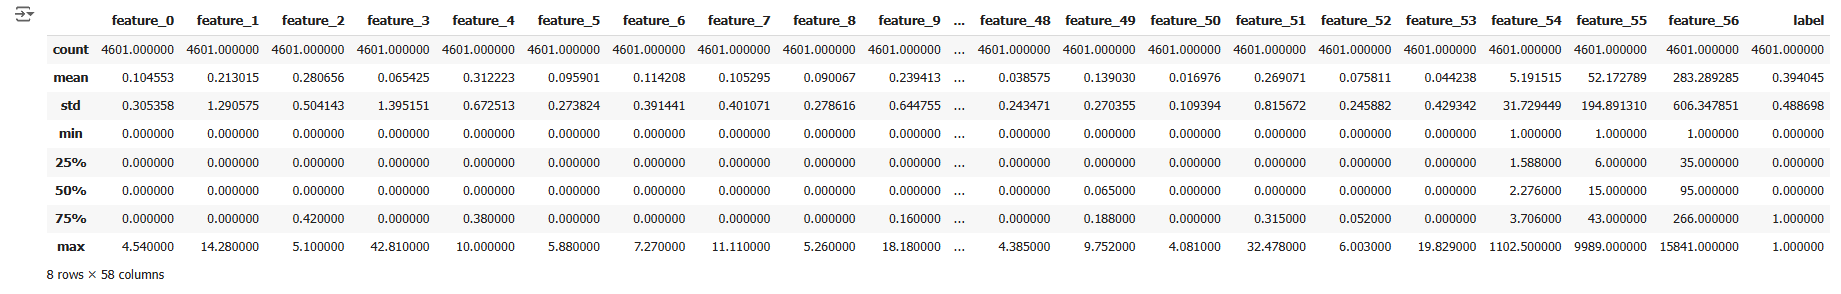 feature_0 feature_1 feature_2 feature_3 feature_4 feature_5 feature_6 feature_7 feature_8 feature_9 ... feature_48 feature_49 feature_50 feature_51 feature_52 feature_53 feature_54 feature_55 feature_56 label
count 4601.000000 4601.000000 4601.000000 4601.000000 4601.000000 4601.000000 4601.000000 4601.000000 4601.000000 4601.000000 ... 4601.000000 4601.000000 4601.000000 4601.000000 4601.000000 4601.000000 4601.000000 4601.000000 4601.000000 4601.000000
mean 0.104553 0.213015 0.280656 0.065425 0.312223 0.095901 0.114208 0.105295 0.090067 0.239413 ... 0.038575 0.139030 0.016976 0.269071 0.075811 0.044238 5.191515 52.172789 283.289285 0.394045
std 0.305358 1.290575 0.504143 1.395151 0.672513 0.273824 0.391441 0.401071 0.278616 0.644755 ... 0.243471 0.270355 0.109394 0.815672 0.245882 0.429342 31.729449 194.891310 606.347851 0.488698
min 0.000000 0.000000 0.000000 0.000000 0.000000 0.000000 0.000000 0.000000 0.000000 0.000000 ... 0.000000 0.000000 0.000000 0.000000 0.000000 0.000000 1.000000 1.000000 1.000000 0.000000
25% 0.000000 0.000000 0.000000 0.000000 0.000000 0.000000 0.000000 0.000000 0.000000 0.000000 ... 0.000000 0.000000 0.000000 0.000000 0.000000 0.000000 1.588000 6.000000 35.000000 0.000000
50% 0.000000 0.000000 0.000000 0.000000 0.000000 0.000000 0.000000 0.000000 0.000000 0.000000 ... 0.000000 0.065000 0.000000 0.000000 0.000000 0.000000 2.276000 15.000000 95.000000 0.000000
75% 0.000000 0.000000 0.420000 0.000000 0.380000 0.000000 0.000000 0.000000 0.000000 0.160000 ... 0.000000 0.188000 0.000000 0.315000 0.052000 0.000000 3.706000 43.000000 266.000000 1.000000
max 4.540000 14.280000 5.100000 42.810000 10.000000 5.880000 7.270000 11.110000 5.260000 18.180000 ... 4.385000 9.752000 4.081000 32.478000 6.003000 19.829000 1102.500000 9989.000000 15841.000000 1.000000
8 rows × 58 columns